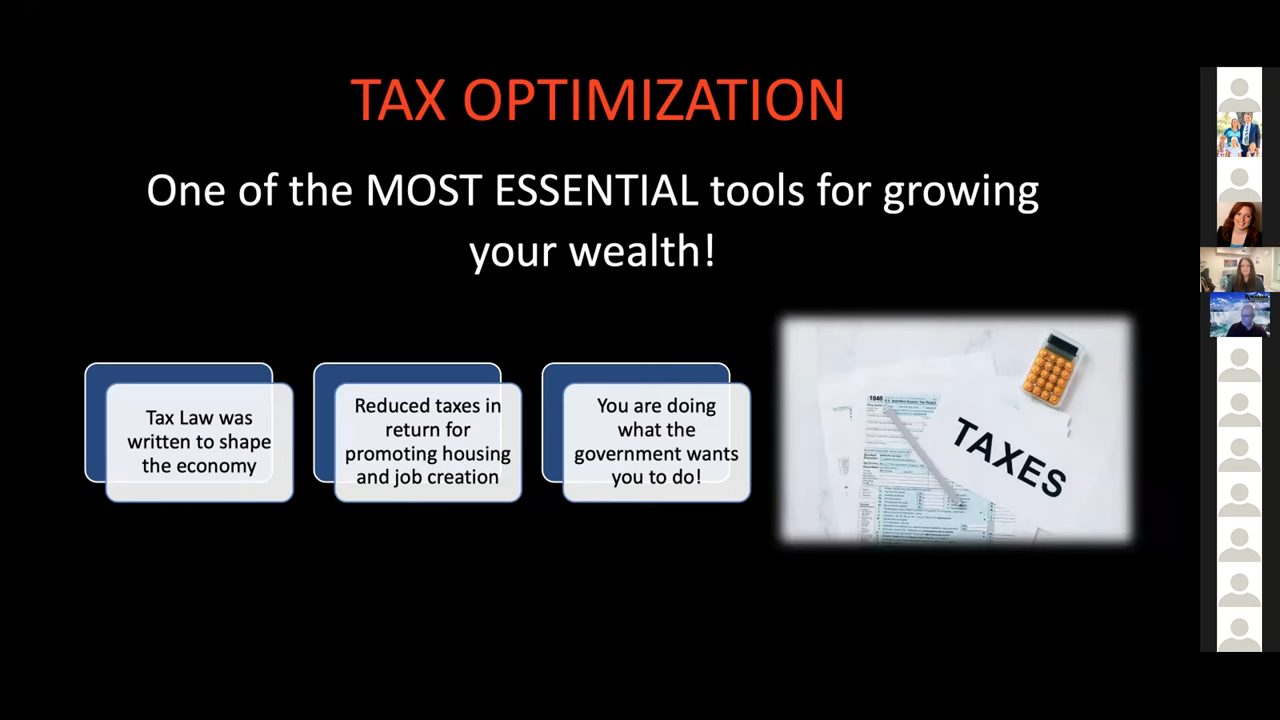 TAX OPTIMIZATION
One of the MOST ESSENTIAL tools for growing
your wealth!
Tax Law was
written to shape
the economy
Reduced taxes in
return for
promoting housing
and job creation
You are doing
what the
government wants
you to do!
1040
TAXES